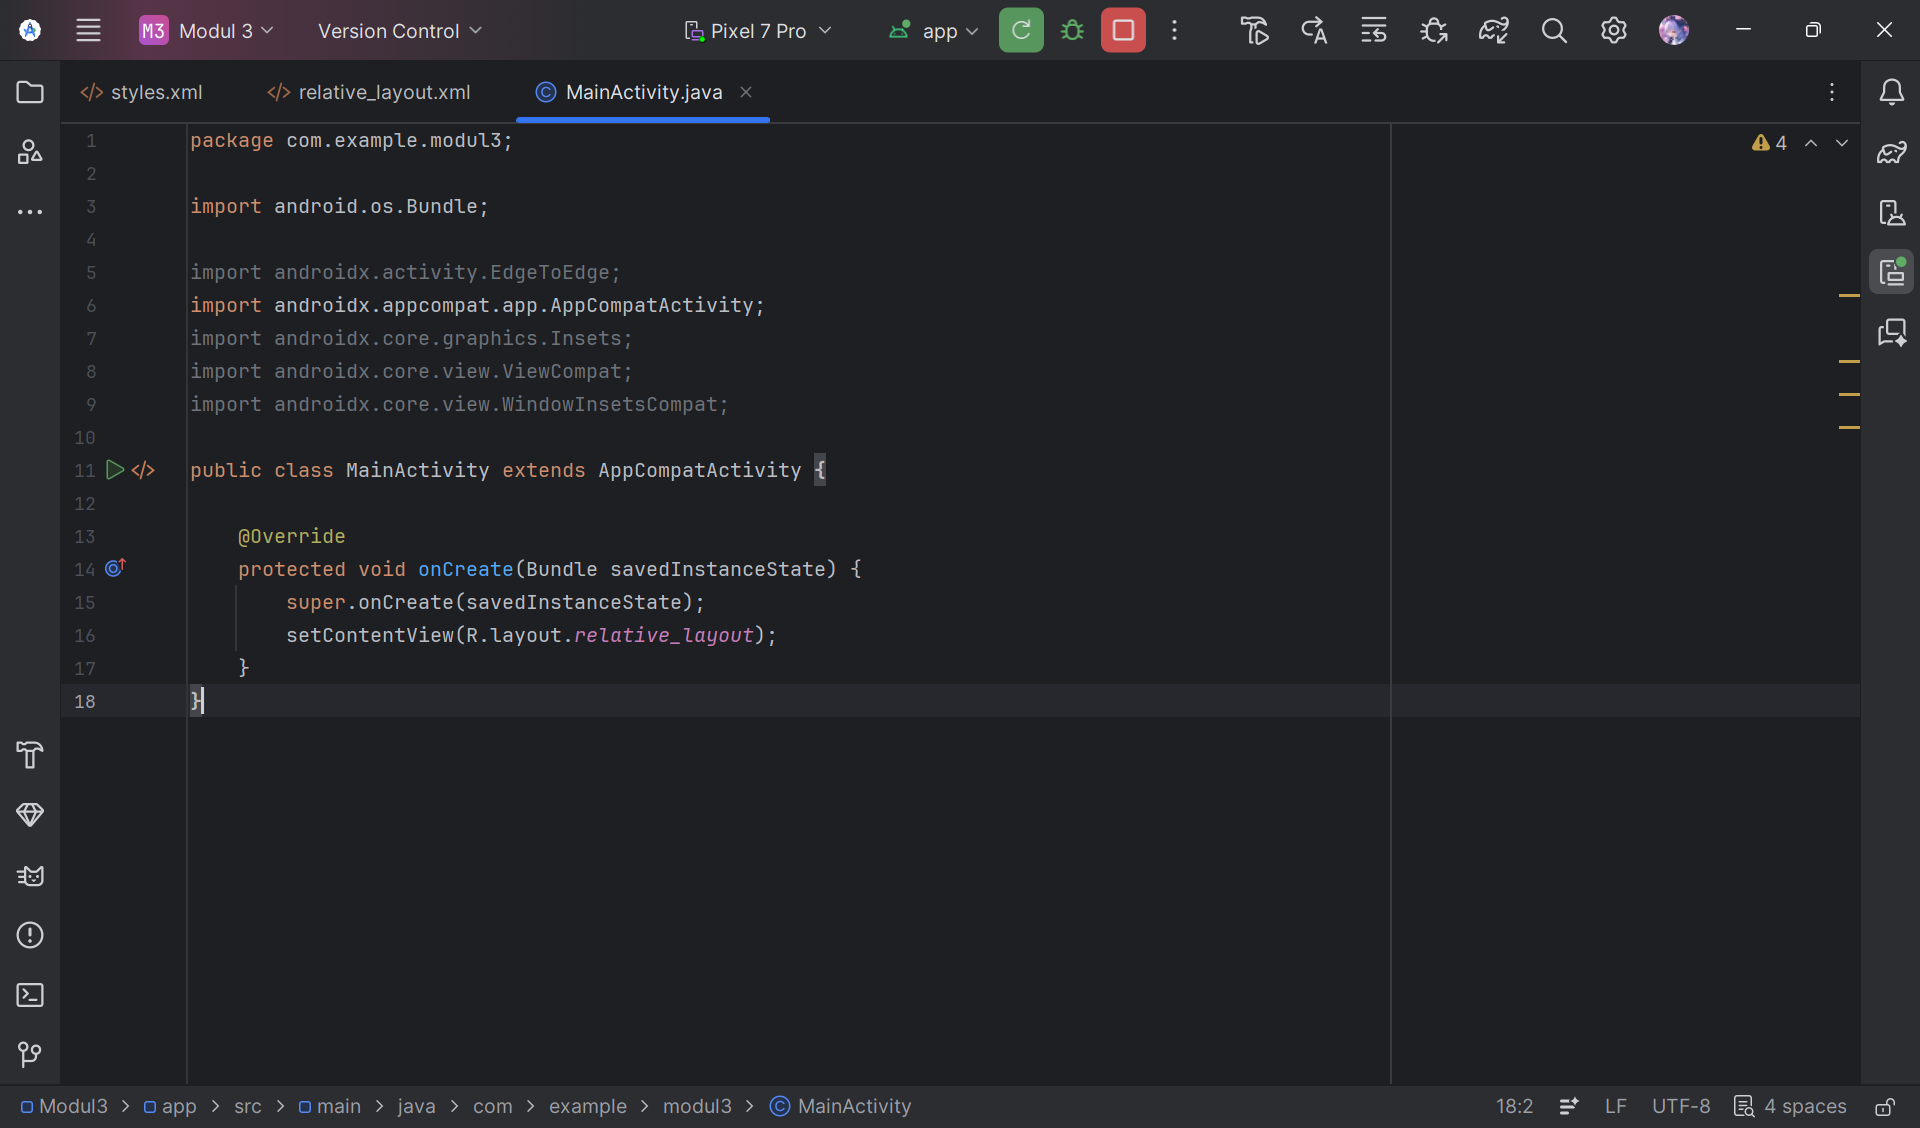 M3 Modul 3 Version Control Pixel 7 Pro app
styles.xml relative_layout.xml MainActivity.java
1 package com.example.modul3;
4
2
3 import android.os.Bundle;
4
5 import androidx.activity.EdgeToEdge;
6 import androidx.appcompat.app.AppCompatActivity;
7 import androidx.core.graphics.Insets;
8 import androidx.core.view.ViewCompat;
9 import androidx.core.view.WindowInsetsCompat;
10
11 public class MainActivity extends AppCompatActivity {
12
13 @Override
14 protected void onCreate(Bundle savedInstanceState) {
15 super.onCreate(savedInstanceState);
16 setContentView(R.layout.relative_layout);
17 }
18 }
Modul3 > app > src > main > java > com > example > modul3 > MainActivity 18:2 LF UTF-8 4 spaces